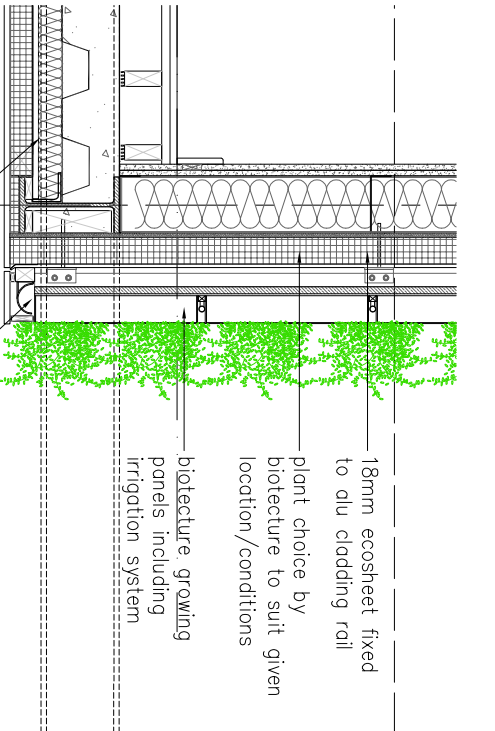 18mm ecosheet fixed
to alu cladding rail
plant choice by
biotecture to suit given
location/conditions
biotecture growing
panels including
irrigation system